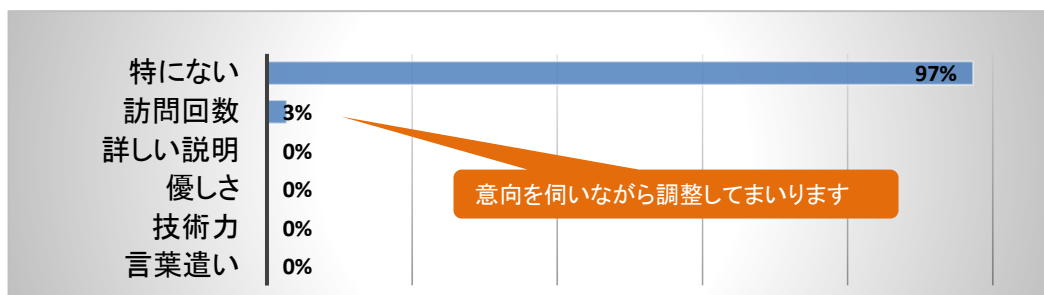 特にない 97%
訪問回数 3%
詳しい説明 0%
優しさ 0%
意向を伺いながら調整してまいります
技術力 0%
言葉遣い 0%